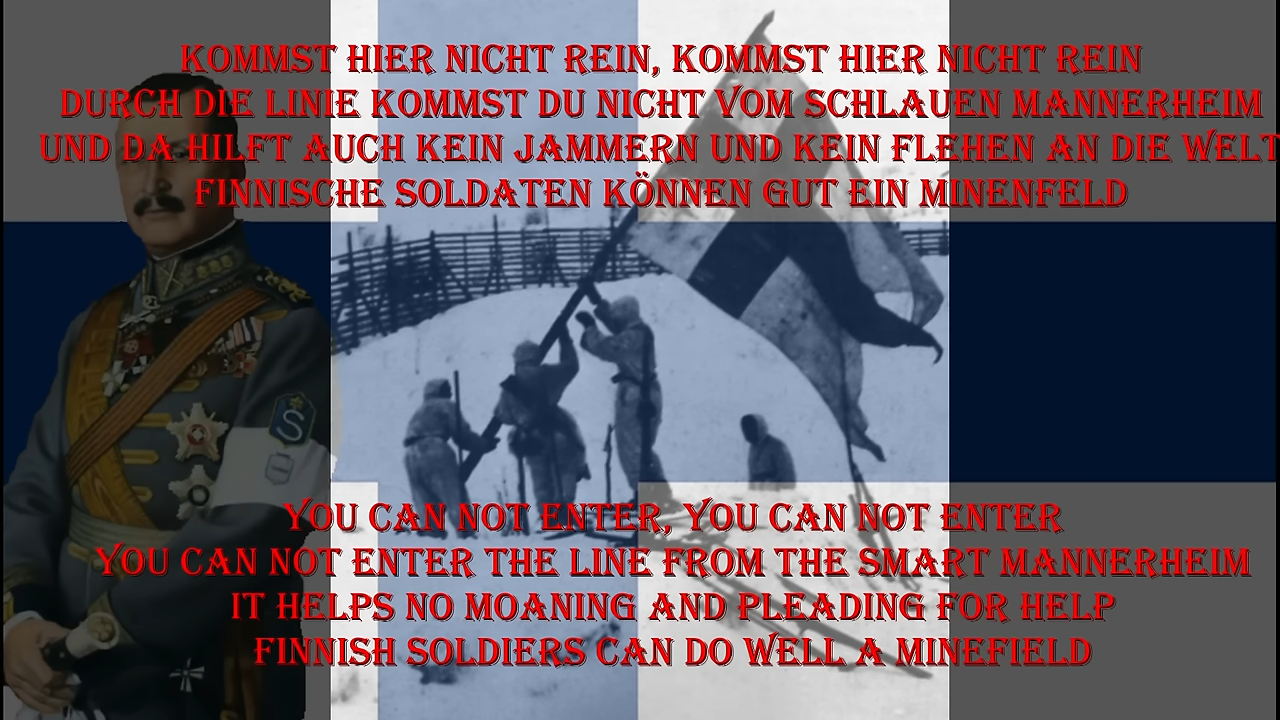 KOMMST HIER NICHT REIN, KOMMST HIER NICHT REIN
DURCH DIE LINIE KOMMST DU NICHT VOM SCHLAUEN MANNERHEIM
UND DA HILFT AUCH KEIN JAMMERN UND KEIN FLEHEN AN DIE WELT
FINNISCHE SOLDATEN KÖNNEN GUT EIN MINENFELD
S
YOU CAN NOT ENTER, YOU CAN NOT ENTER
YOU CAN NOT ENTER THE LINE FROM THE SMART MANNERHEIM
IT HELPS NO MOANING AND PLEADING FOR HELP
FINNISH SOLDIERS CAN DO WELL A MINEFIELD